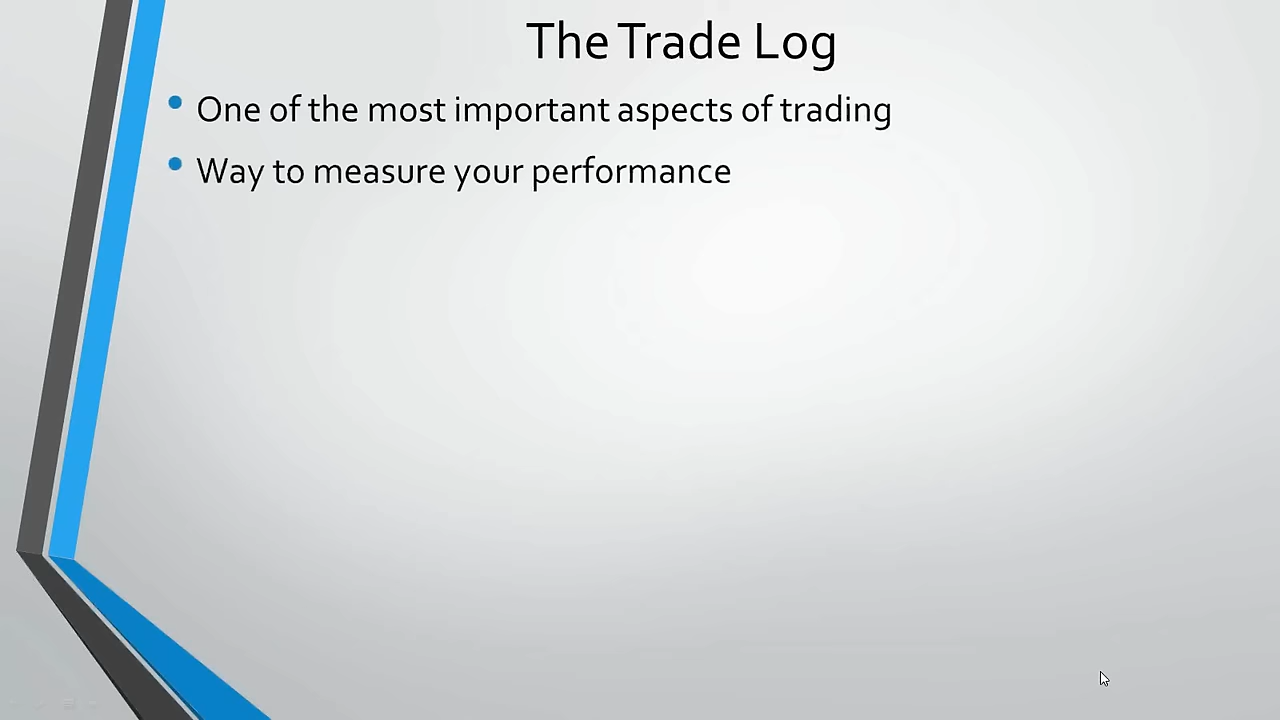 The Trade Log
One of the most important aspects of trading
Way to measure your performance